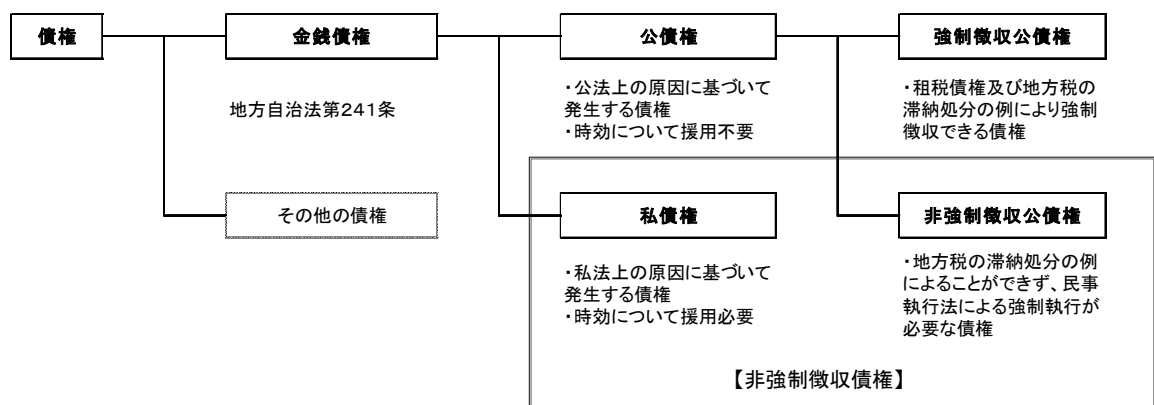 債権
金銭債権
公債権
強制徴収公債権
地方自治法第241条
・公法上の原因に基づいて
発生する債権
・時効について援用不要
・租税債権及び地方税の
滞納処分の例により強制
徴収できる債権
その他の債権
私債権
非強制徴収公債権
・私法上の原因に基づいて
発生する債権
・時効について援用必要
・地方税の滞納処分の例
によることができず、民事
執行法による強制執行が
必要な債権
【非強制徴収債権】